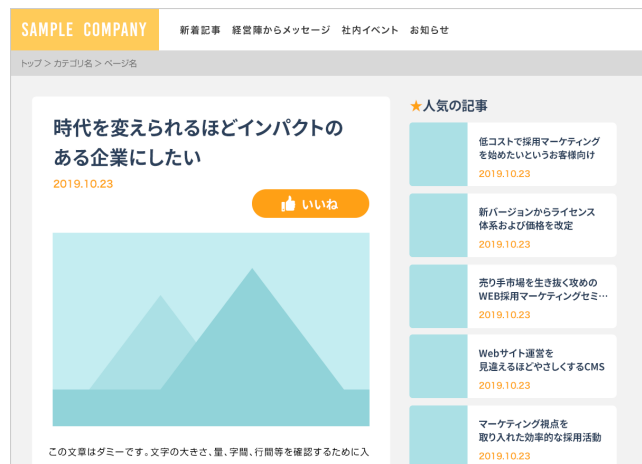 SAMPLE COMPANY
新着記事 経営陣からメッセージ 社内イベント お知らせ
トップ > カテゴリ名 > ページ名
時代を変えられるほどインパクトの
ある企業にしたい
2019.10.23
いいね
この文章はダミーです。文字の大きさ、量、字間、行間等を確認するために入
★人気の記事
低コストで採用マーケティング
を始めたいというお客様向け
2019.10.23
新バージョンからライセンス
体系および価格を改定
2019.10.23
売り手市場を生き抜く攻めの
WEB採用マーケティングセミ…
2019.10.23
Webサイト運営を
見違えるほどやさしくするCMS
2019.10.23
マーケティング視点を
取り入れた効率的な採用活動
2019.10.23